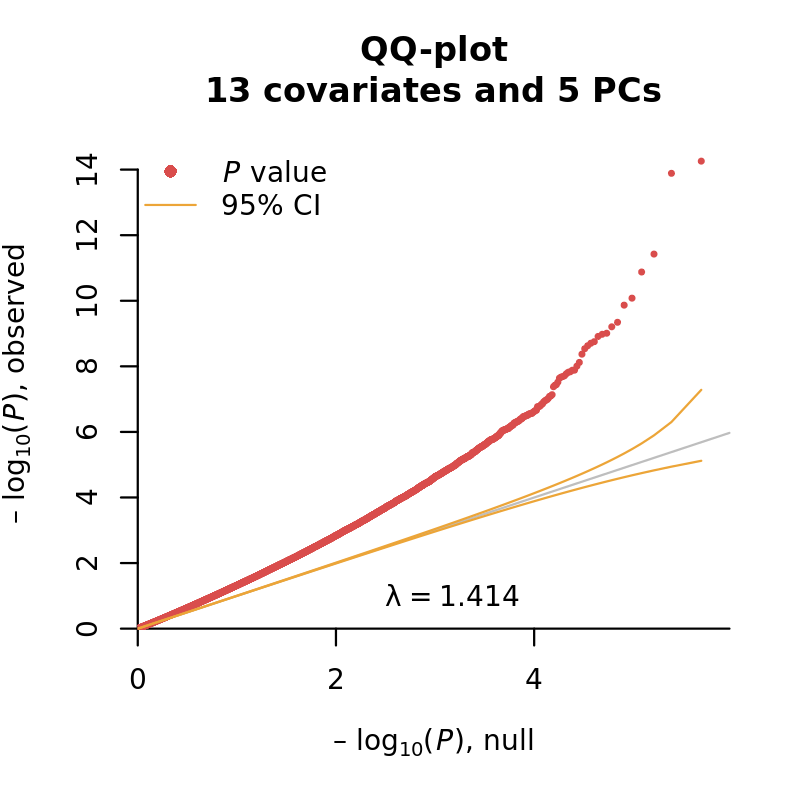 QQ-plot
13 covariates and 5 PCs
P value
95% CI
14
12
10
8
6
4
2
0
– log₁₀(P), observed
λ = 1.414
0 2 4
– log₁₀(P), null